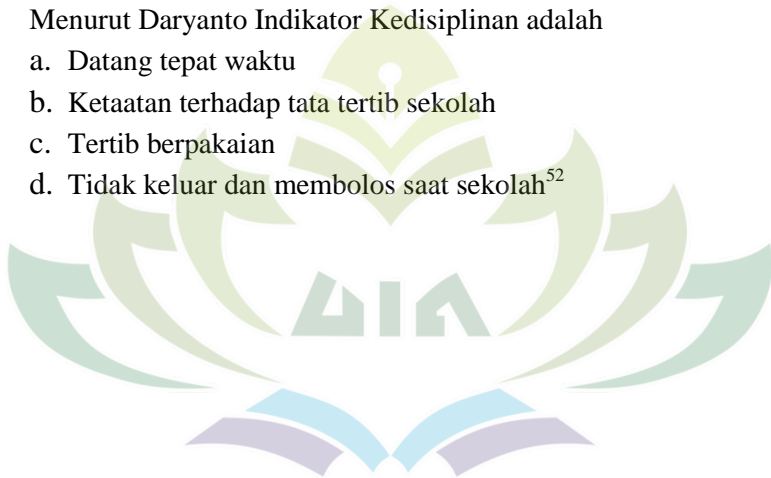 Menurut Daryanto Indikator Kedisiplinan adalah
a. Datang tepat waktu
b. Ketaatan terhadap tata tertib sekolah
c. Tertib berpakaian
d. Tidak keluar dan membolos saat sekolah52
UIN